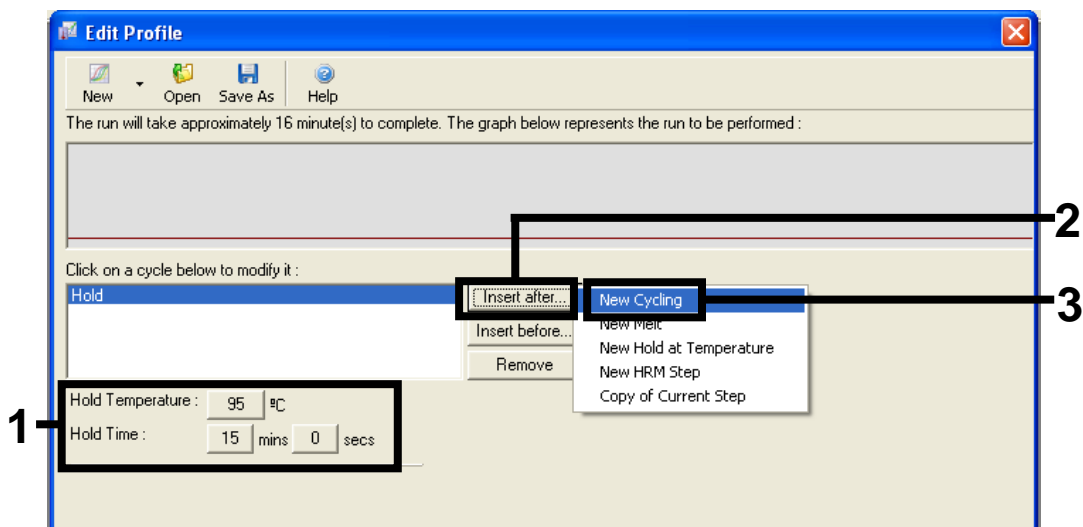 Edit Profile
New Open Save As Help
The run will take approximately 16 minute(s) to complete. The graph below represents the run to be performed :
2
Click on a cycle below to modify it :
Hold Insert after... New Cycling 3
Insert before... New Melt
New Hold at Temperature
Remove New HRM Step
Copy of Current Step
1 Hold Temperature : 95 ºC
Hold Time : 15 mins 0 secs